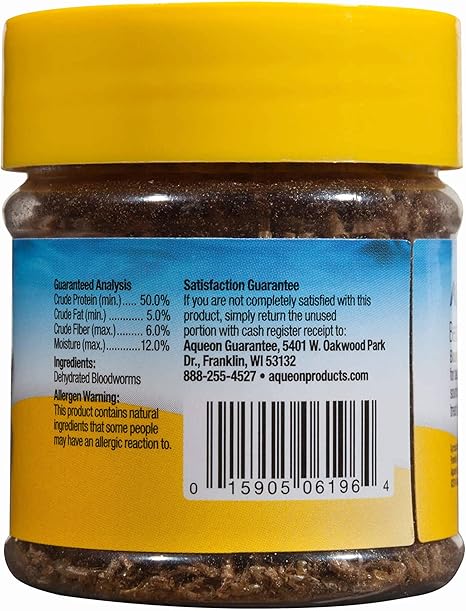 Guaranteed Analysis
Crude Protein (min.)..... 50.0%
Crude Fat (min.) ........... 5.0%
Crude Fiber (max.)........ 6.0%
Moisture (max.)............12.0%
Ingredients:
Dehydrated Bloodworms
Allergen Warning:
This product contains natural
ingredients that some people
may have an allergic reaction to.
Satisfaction Guarantee
If you are not completely satisfied with this
product, simply return the unused
portion with cash register receipt to:
Aqueon Guarantee, 5401 W. Oakwood Park
Dr., Franklin, WI 53132
888-255-4527 • aqueonproducts.com
0 15905 06196 4